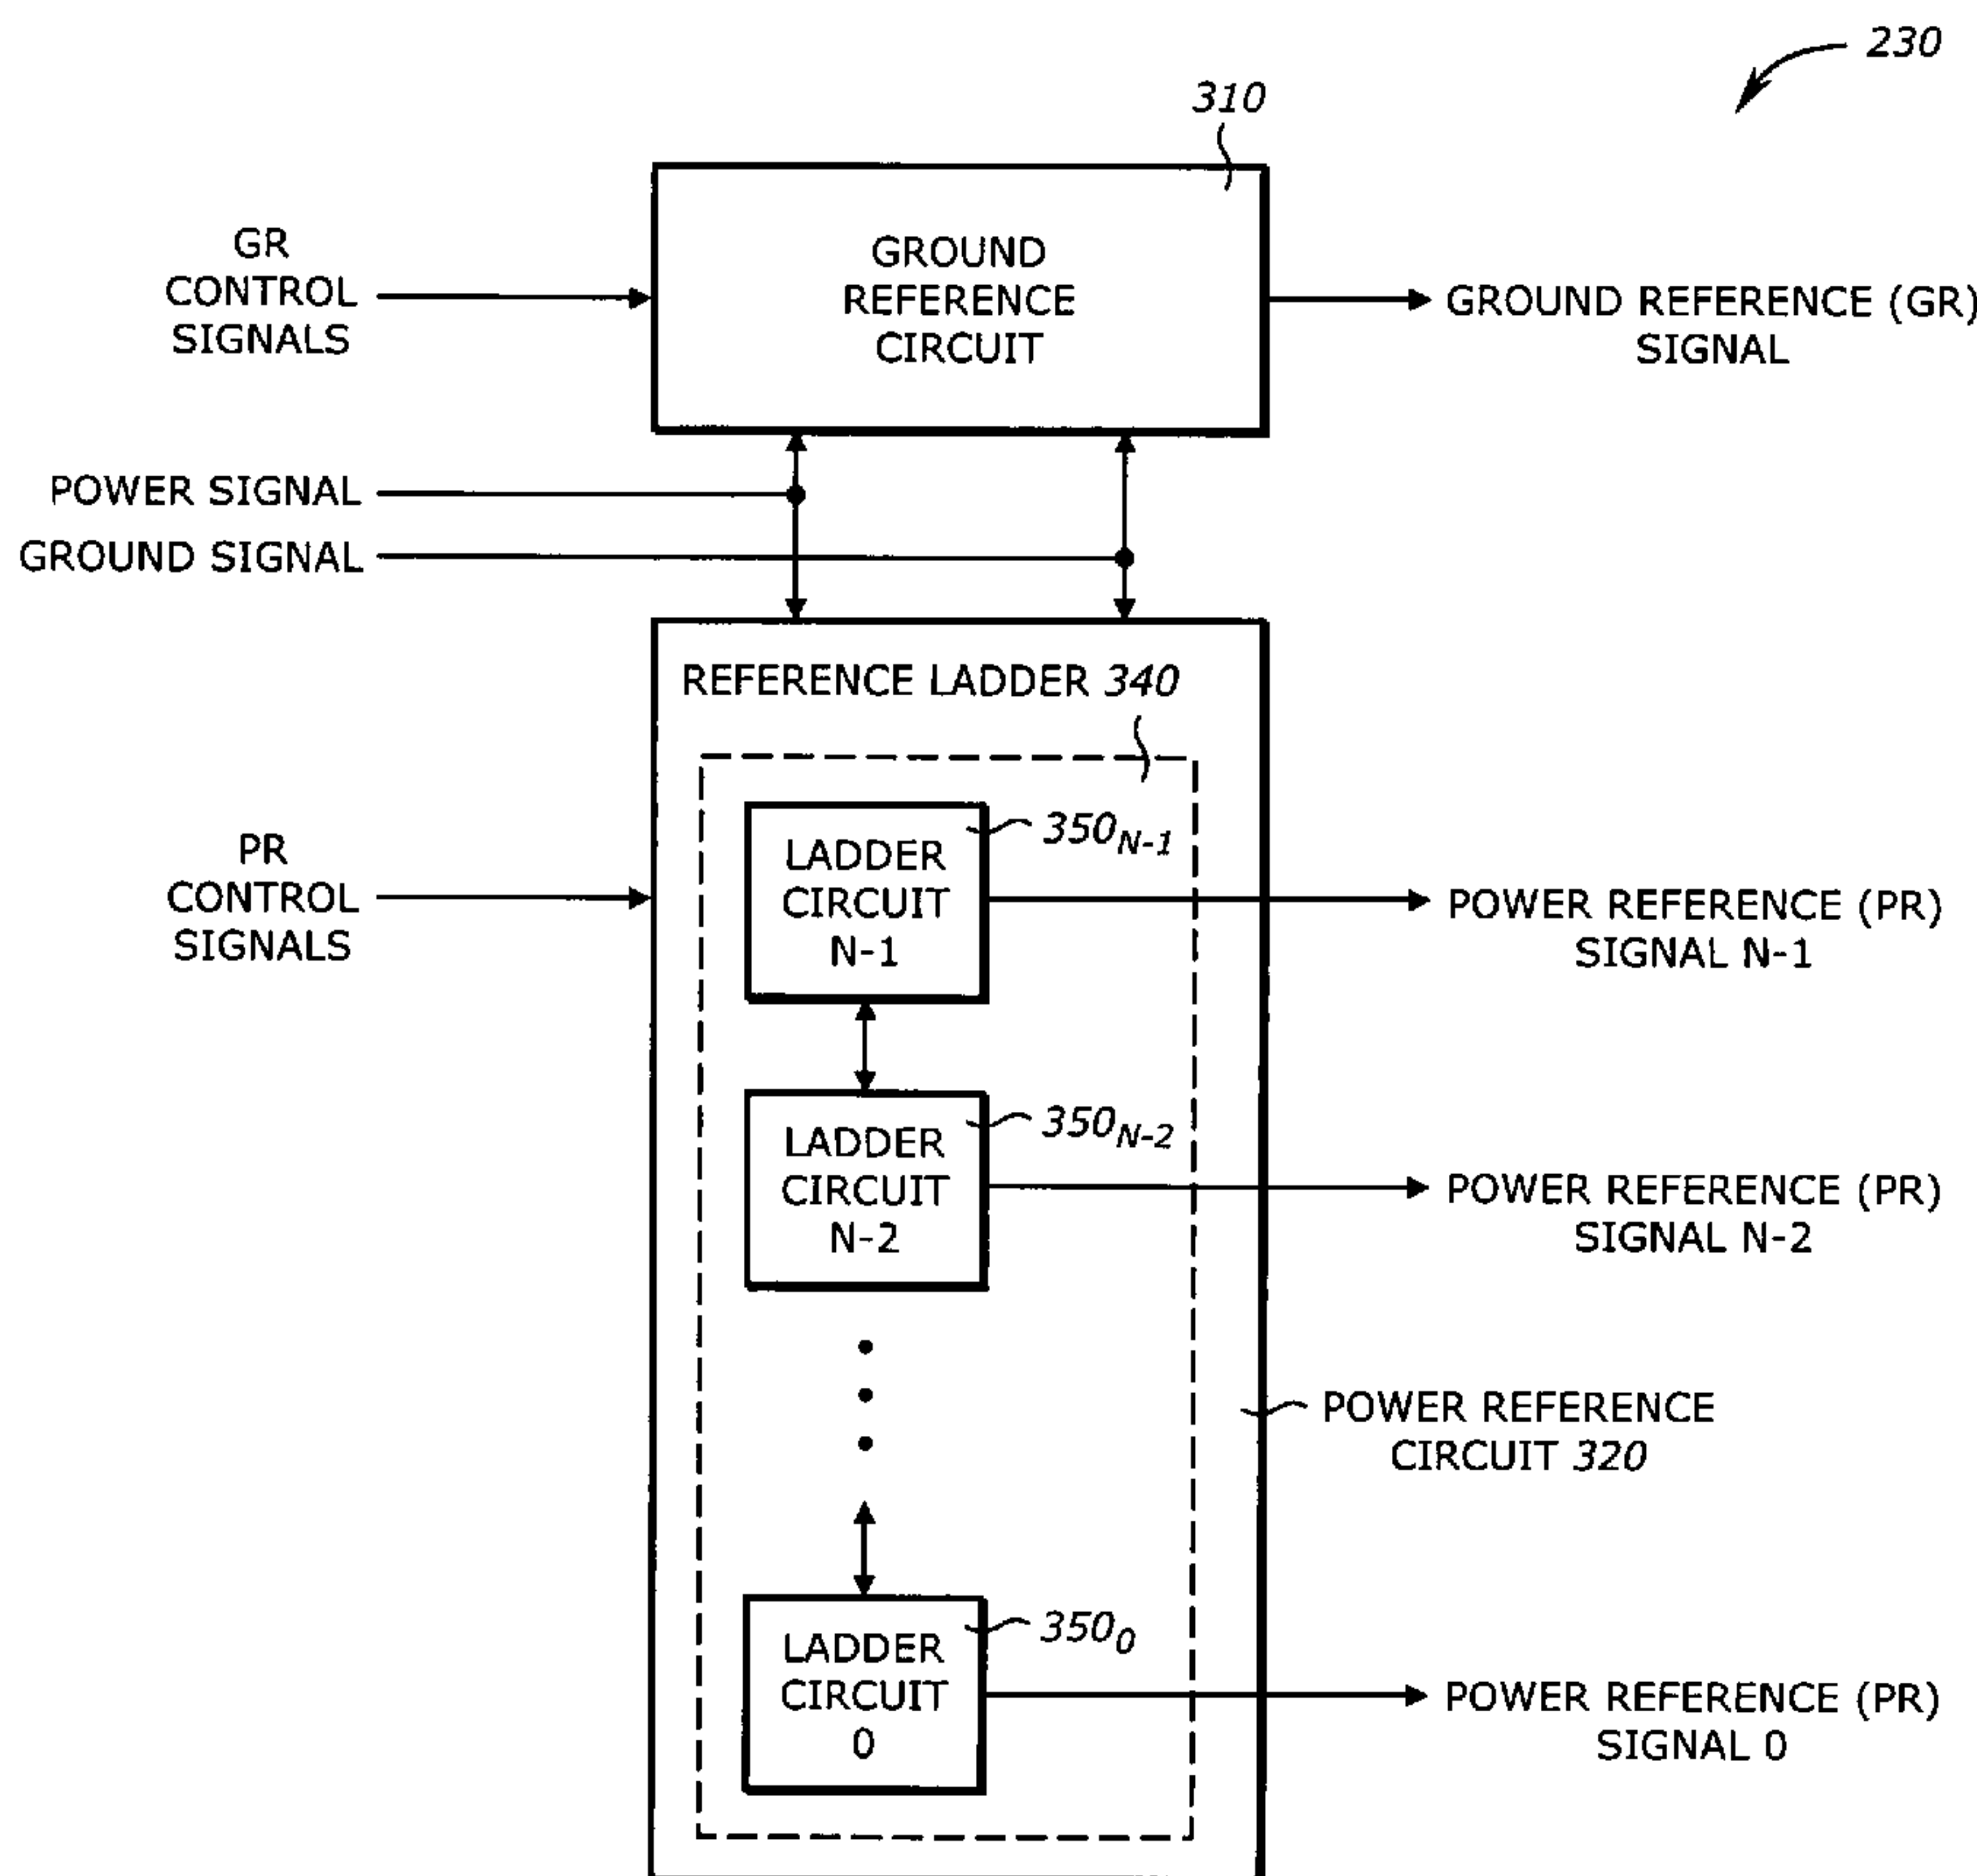 230
310
GR
CONTROL
SIGNALS
GROUND
REFERENCE
CIRCUIT
GROUND REFERENCE (GR)
SIGNAL
POWER SIGNAL
GROUND SIGNAL
REFERENCE LADDER 340
PR
CONTROL
SIGNALS
LADDER
CIRCUIT
N-1
350N-1
POWER REFERENCE (PR)
SIGNAL N-1
LADDER
CIRCUIT
N-2
350N-2
POWER REFERENCE (PR)
SIGNAL N-2
POWER REFERENCE
CIRCUIT 320
LADDER
CIRCUIT
0
3500
POWER REFERENCE (PR)
SIGNAL 0